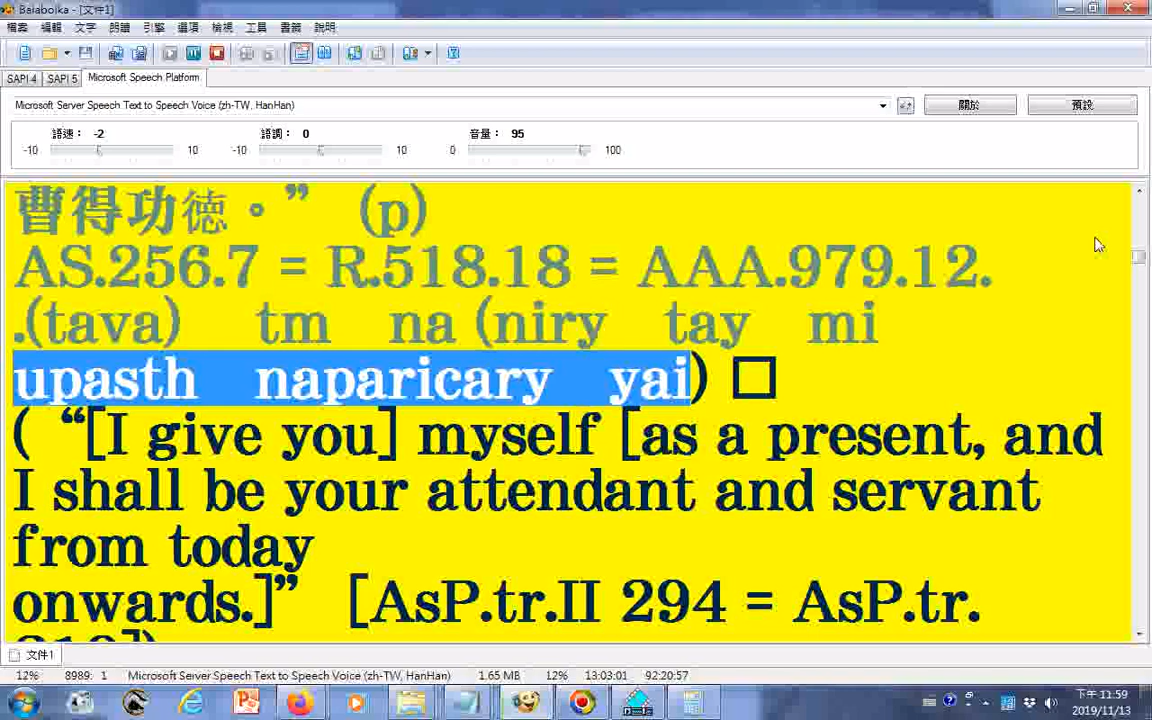 Balabolka - [文件1]
檔案 編輯 文字 朗讀 引擎 選項 檢視 工具 書籤 說明
SAPI 4 SAPI 5 Microsoft Speech Platform
Microsoft Server Speech Text to Speech Voice (zh-TW, HanHan) 關於 預設
語速： -2 語調： 0 音量： 95
-10 10 -10 10 0 100
曹得功德。” (p)
AS.256.7 = R.518.18 = AAA.979.12.
.(tava) tm na (niry tay mi
upasth naparicary yai) □
( “[I give you] myself [as a present, and
I shall be your attendant and servant
from today
onwards.]” [AsP.tr.II 294 = AsP.tr.
文件1
12% 8989: 1 Microsoft Server Speech Text to Speech Voice (zh-TW, HanHan) 1.65 MB 12% 13:03:01 92:20:57
下午 11:59
2019/11/13